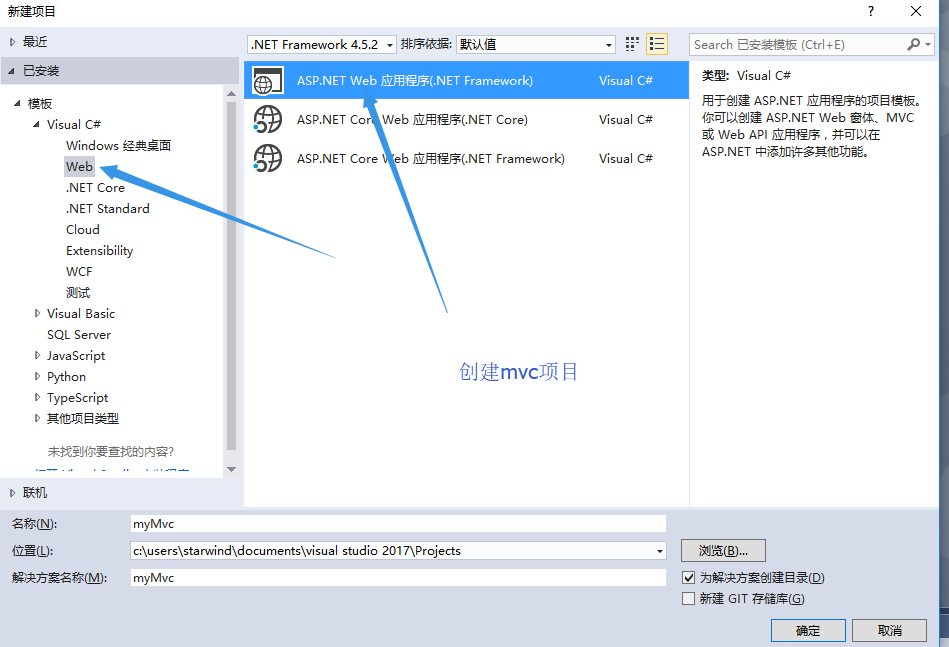 新建项目
?
最近
.NET Framework 4.5.2
排序依据:
默认值
Search 已安装模板 (Ctrl+E)
已安装
模板
Visual C#
Windows 经典桌面
Web
.NET Core
.NET Standard
Cloud
Extensibility
WCF
测试
Visual Basic
SQL Server
JavaScript
Python
TypeScript
其他项目类型
未找到你要查找的内容?
联机
ASP.NET Web 应用程序(.NET Framework) Visual C#
ASP.NET Core Web 应用程序(.NET Core) Visual C#
ASP.NET Core Web 应用程序(.NET Framework) Visual C#
创建mvc项目
类型: Visual C#
用于创建 ASP.NET 应用程序的项目模板。
你可以创建 ASP.NET Web 窗体、MVC
或 Web API 应用程序，并可以在
ASP.NET 中添加许多其他功能。
名称(N): myMvc
位置(L): c:\users\starwind\documents\visual studio 2017\Projects
浏览(B)...
解决方案名称(M): myMvc
为解决方案创建目录(D)
新建 GIT 存储库(G)
确定
取消